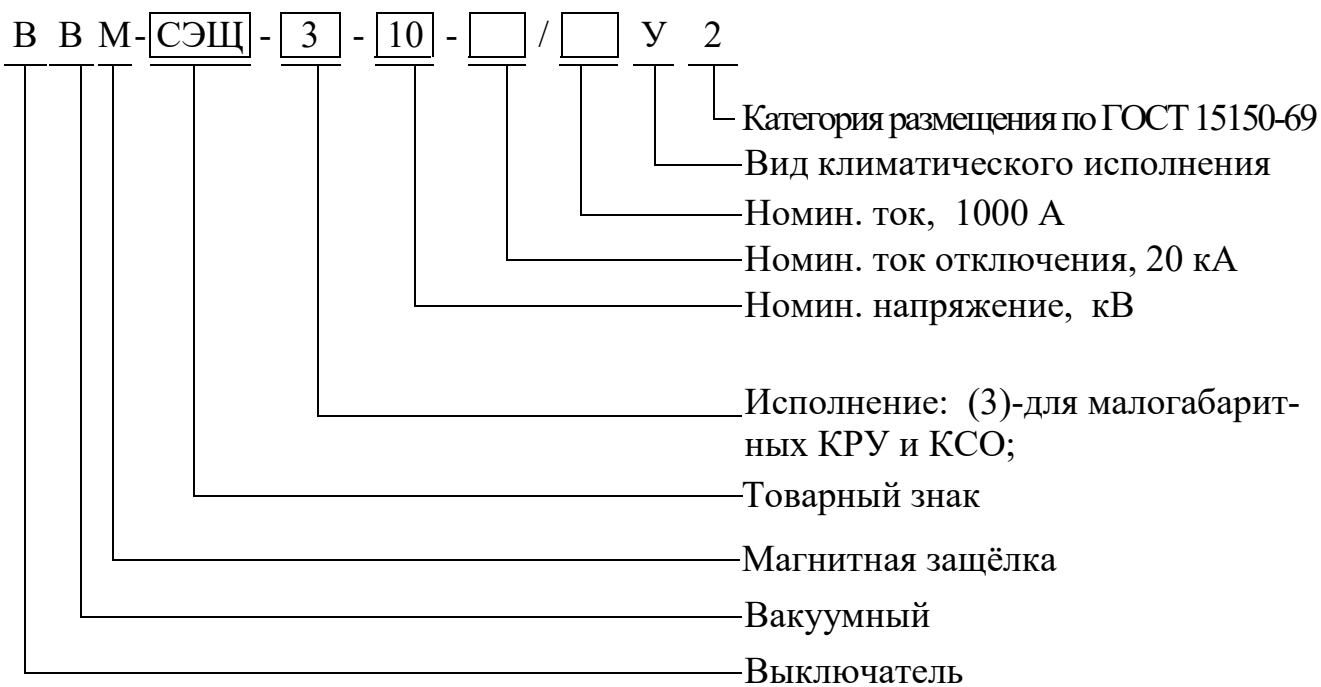 В В М-СЭЩ - 3 - 10 - / У 2
Категория размещения по ГОСТ 15150-69
Вид климатического исполнения
Номин. ток, 1000 А
Номин. ток отключения, 20 кА
Номин. напряжение, кВ
Исполнение: (3)-для малогабарит-
ных КРУ и КСО;
Товарный знак
Магнитная защёлка
Вакуумный
Выключатель